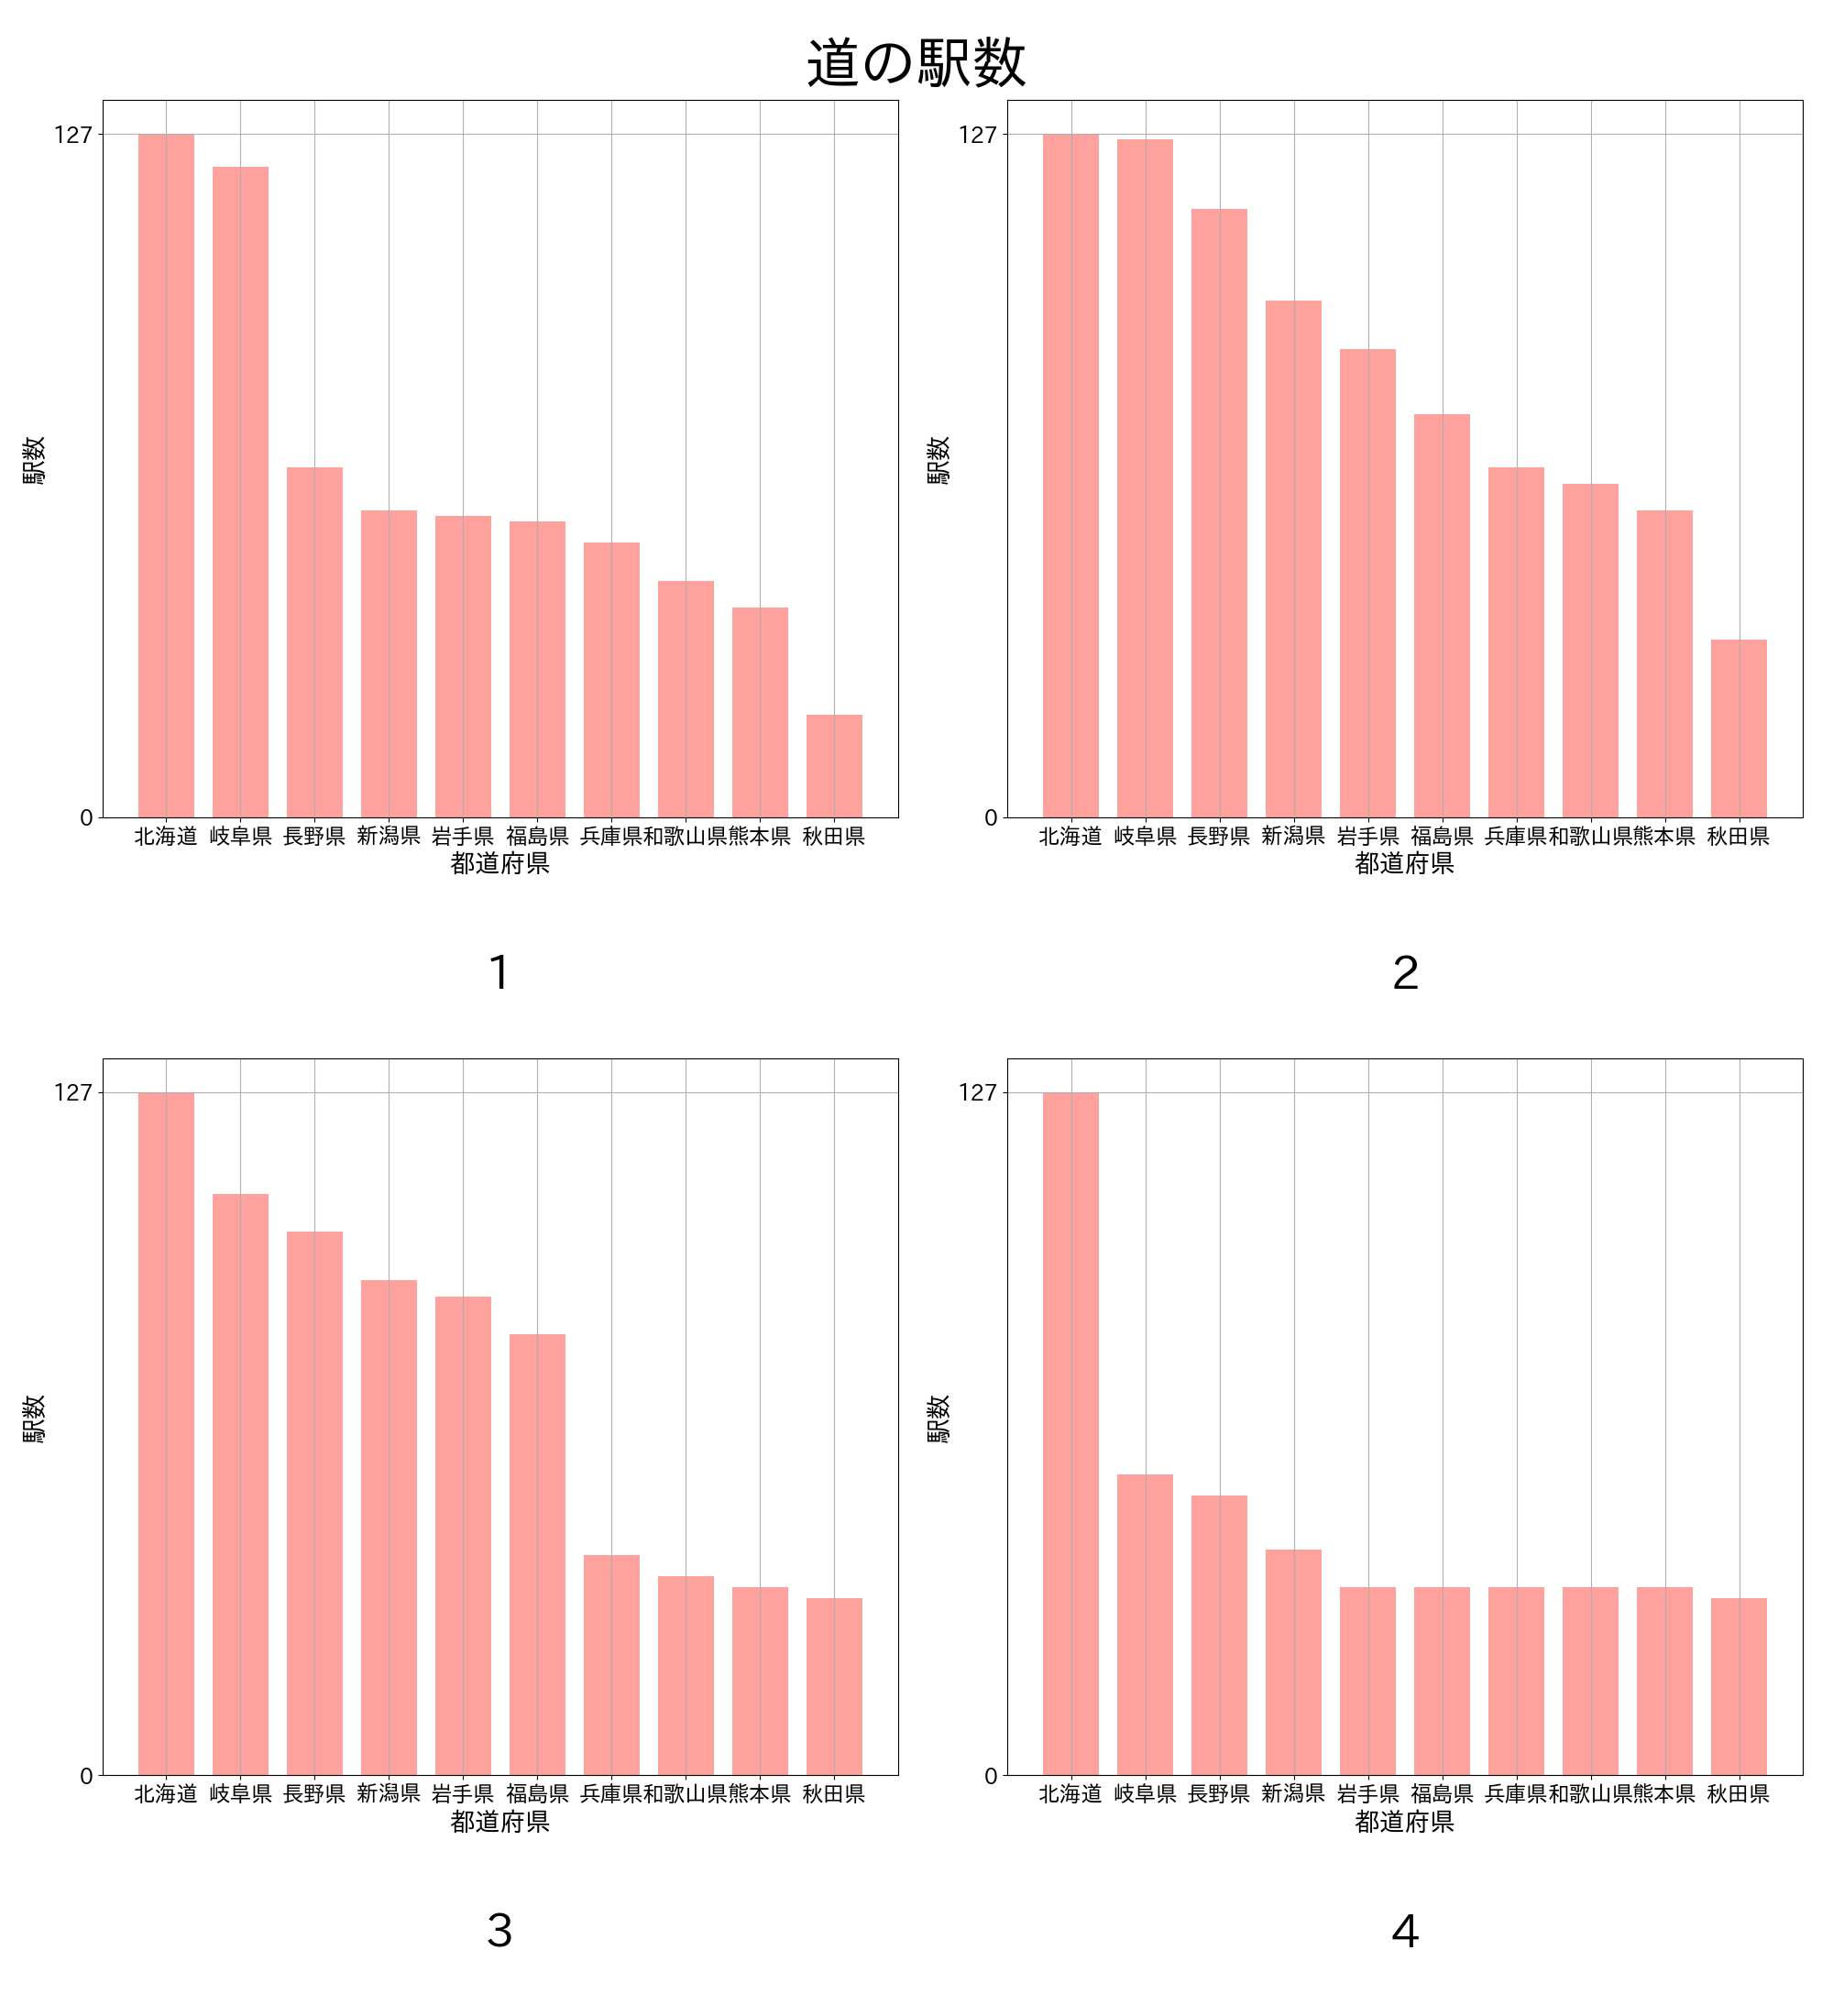 道の駅数
127
0
駅数
北海道 岐阜県 長野県 新潟県 岩手県 福島県 兵庫県 和歌山県 熊本県 秋田県
都道府県
1
127
0
駅数
北海道 岐阜県 長野県 新潟県 岩手県 福島県 兵庫県 和歌山県 熊本県 秋田県
都道府県
2
127
0
駅数
北海道 岐阜県 長野県 新潟県 岩手県 福島県 兵庫県 和歌山県 熊本県 秋田県
都道府県
3
127
0
駅数
北海道 岐阜県 長野県 新潟県 岩手県 福島県 兵庫県 和歌山県 熊本県 秋田県
都道府県
4